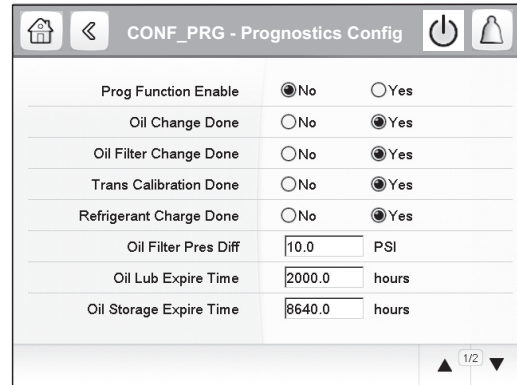 CONF_PRG - Prognostics Config
Prog Function Enable No Yes
Oil Change Done No Yes
Oil Filter Change Done No Yes
Trans Calibration Done No Yes
Refrigerant Charge Done No Yes
Oil Filter Pres Diff 10.0 PSI
Oil Lub Expire Time 2000.0 hours
Oil Storage Expire Time 8640.0 hours
1/2